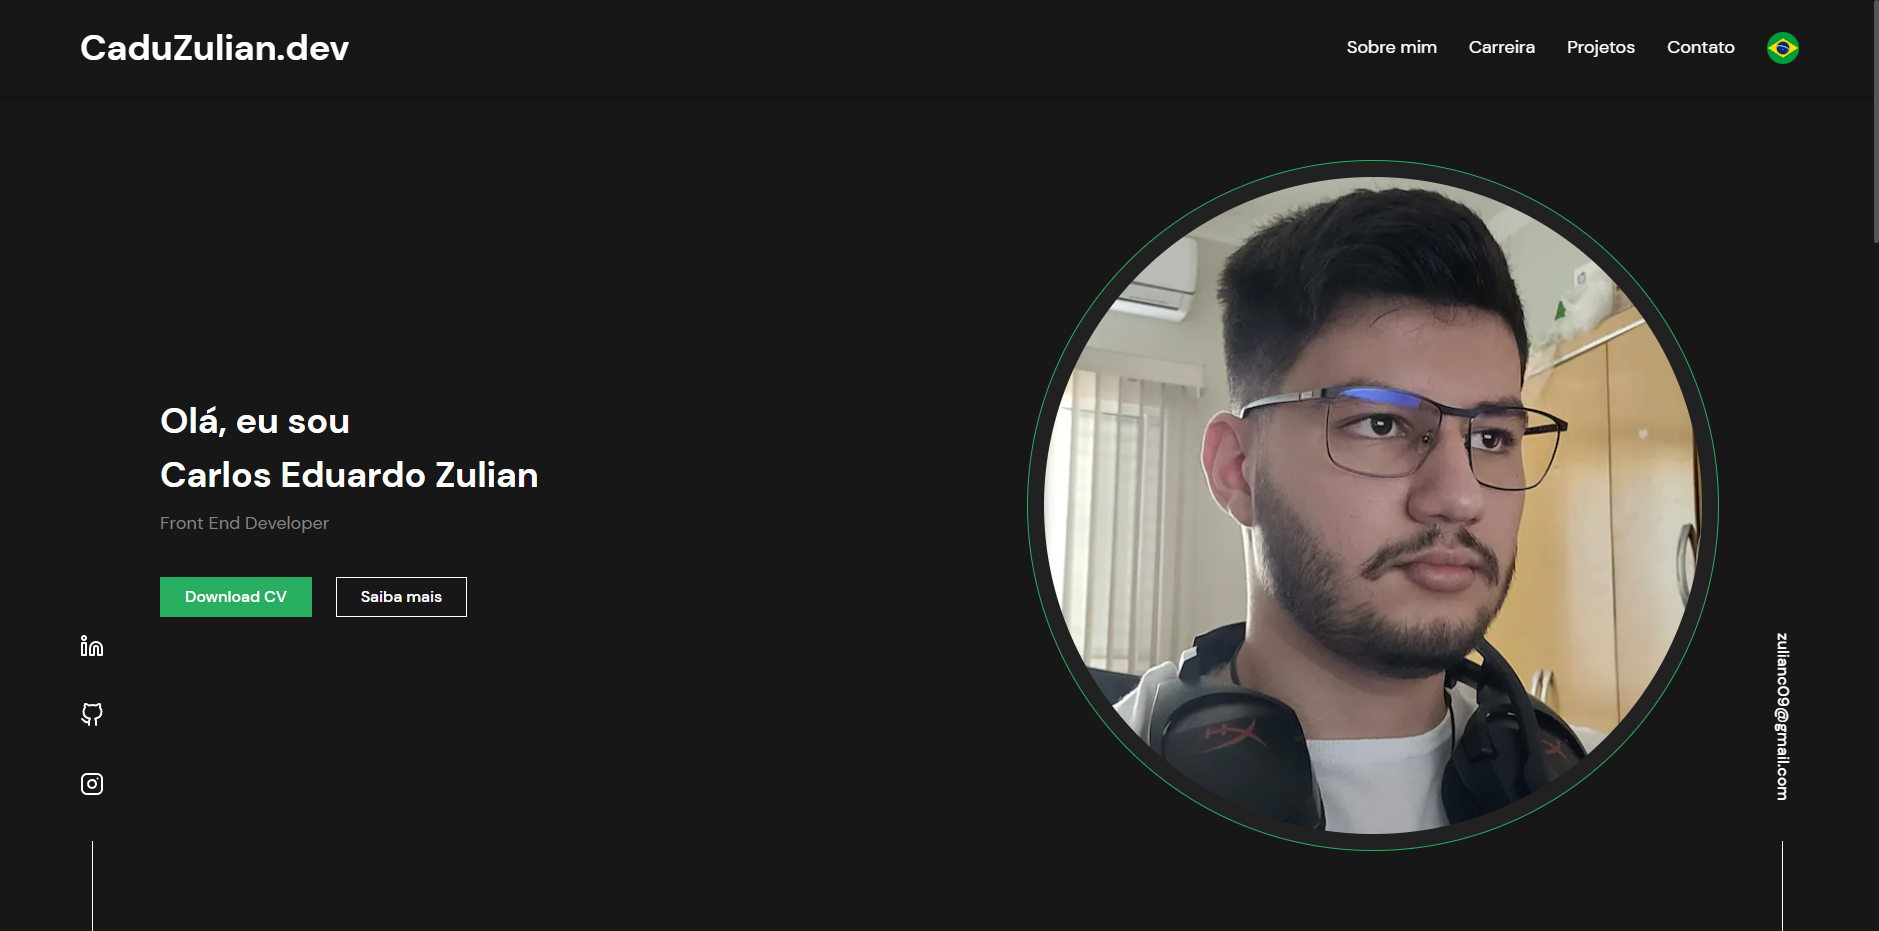 CaduZulian.dev
Sobre mim
Carreira
Projetos
Contato
Olá, eu sou
Carlos Eduardo Zulian
Front End Developer
Download CV
Saiba mais
zulianc09@gmail.com